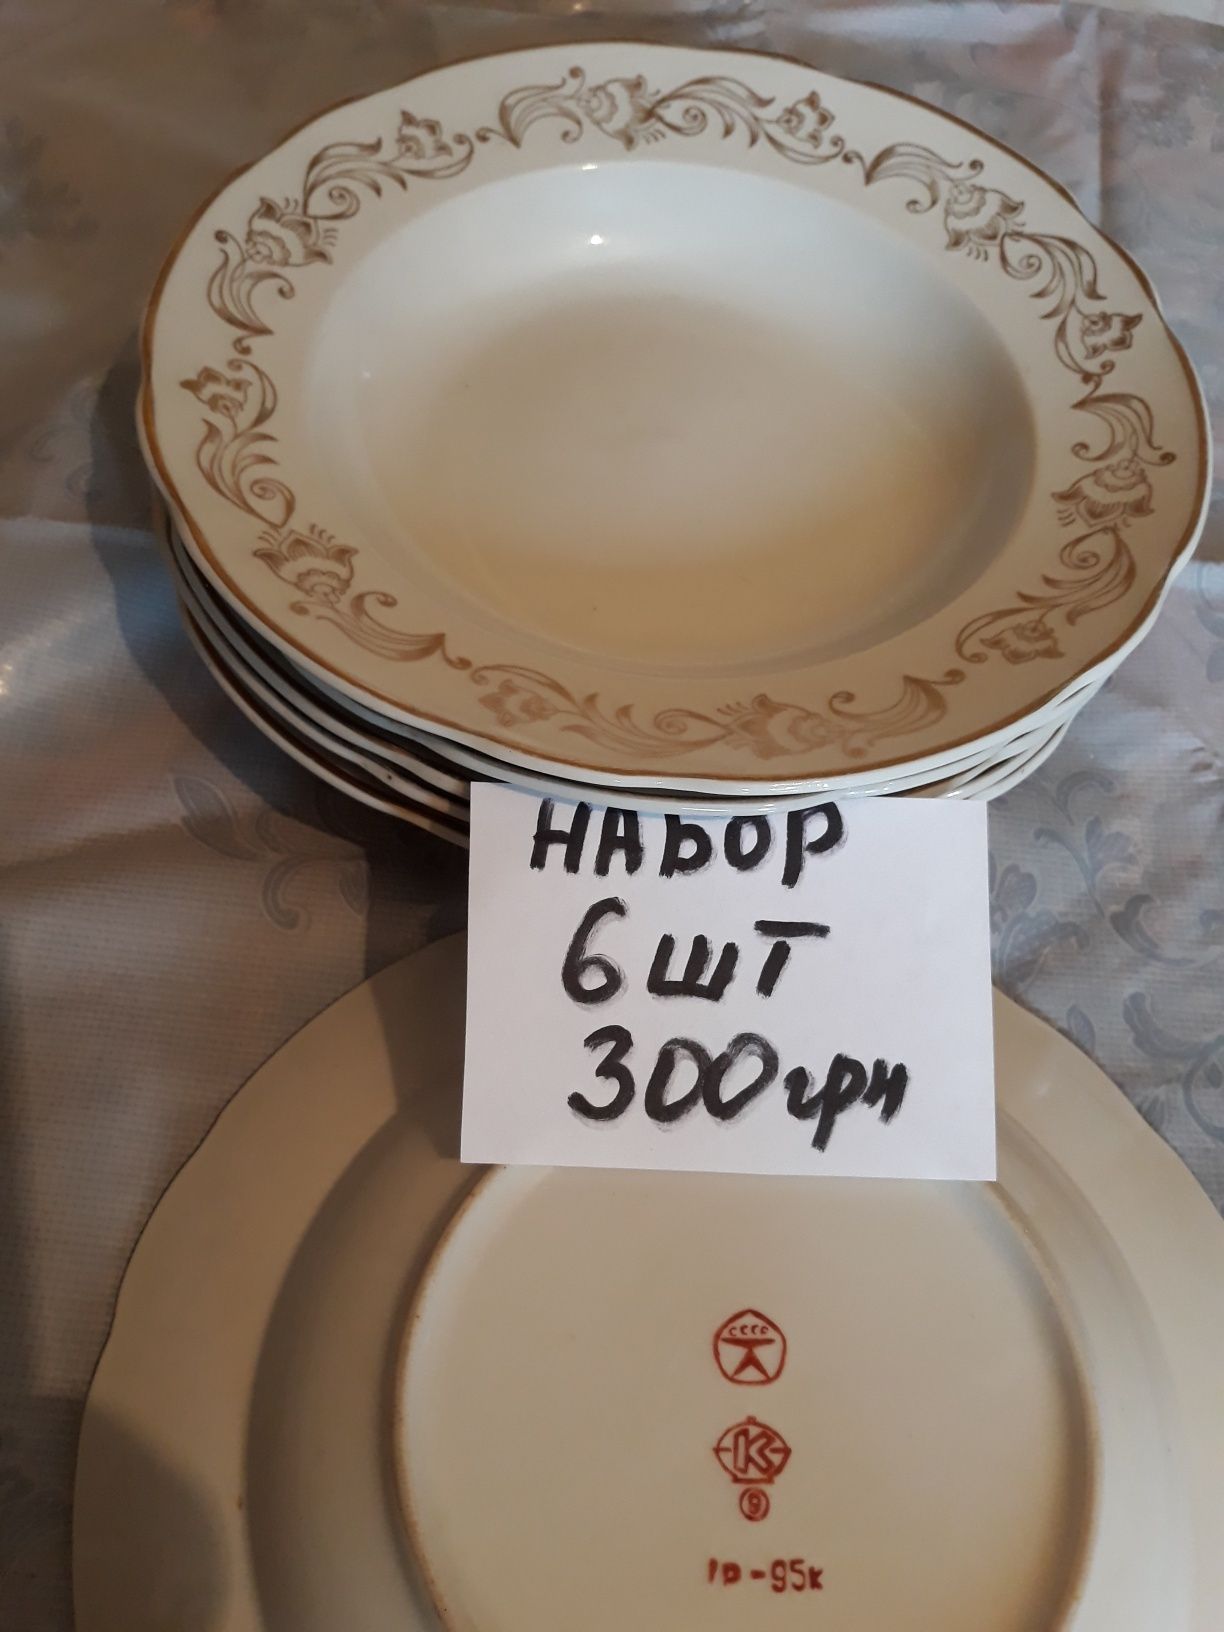 НАБОР
6 шт
300 грн
СССР
К
9
1р-95к